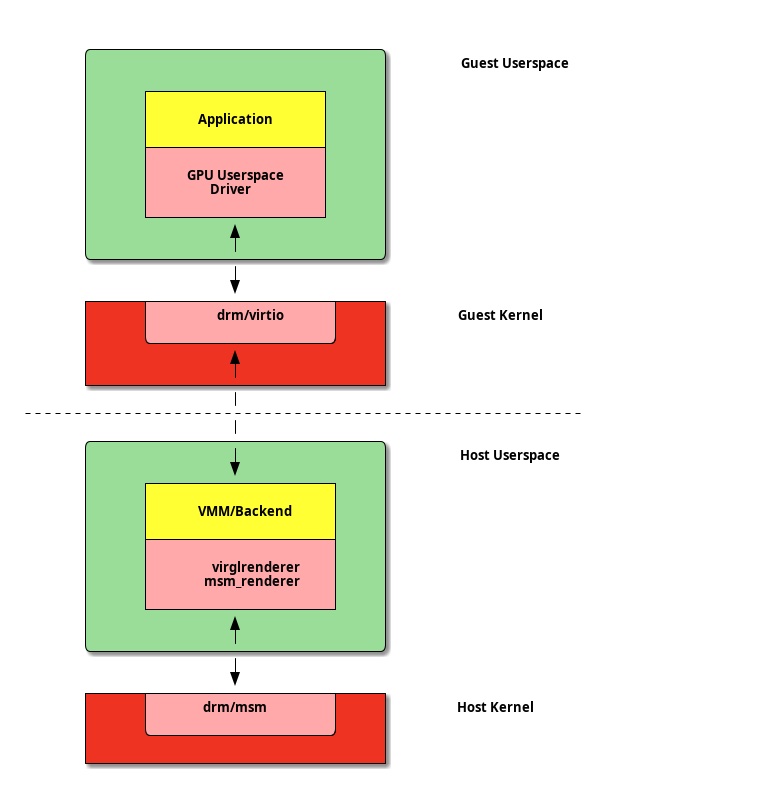 Guest Userspace
Application
GPU Userspace
Driver
drm/virtio
Guest Kernel
Host Userspace
VMM/Backend
virglrenderer
msm_renderer
drm/msm
Host Kernel